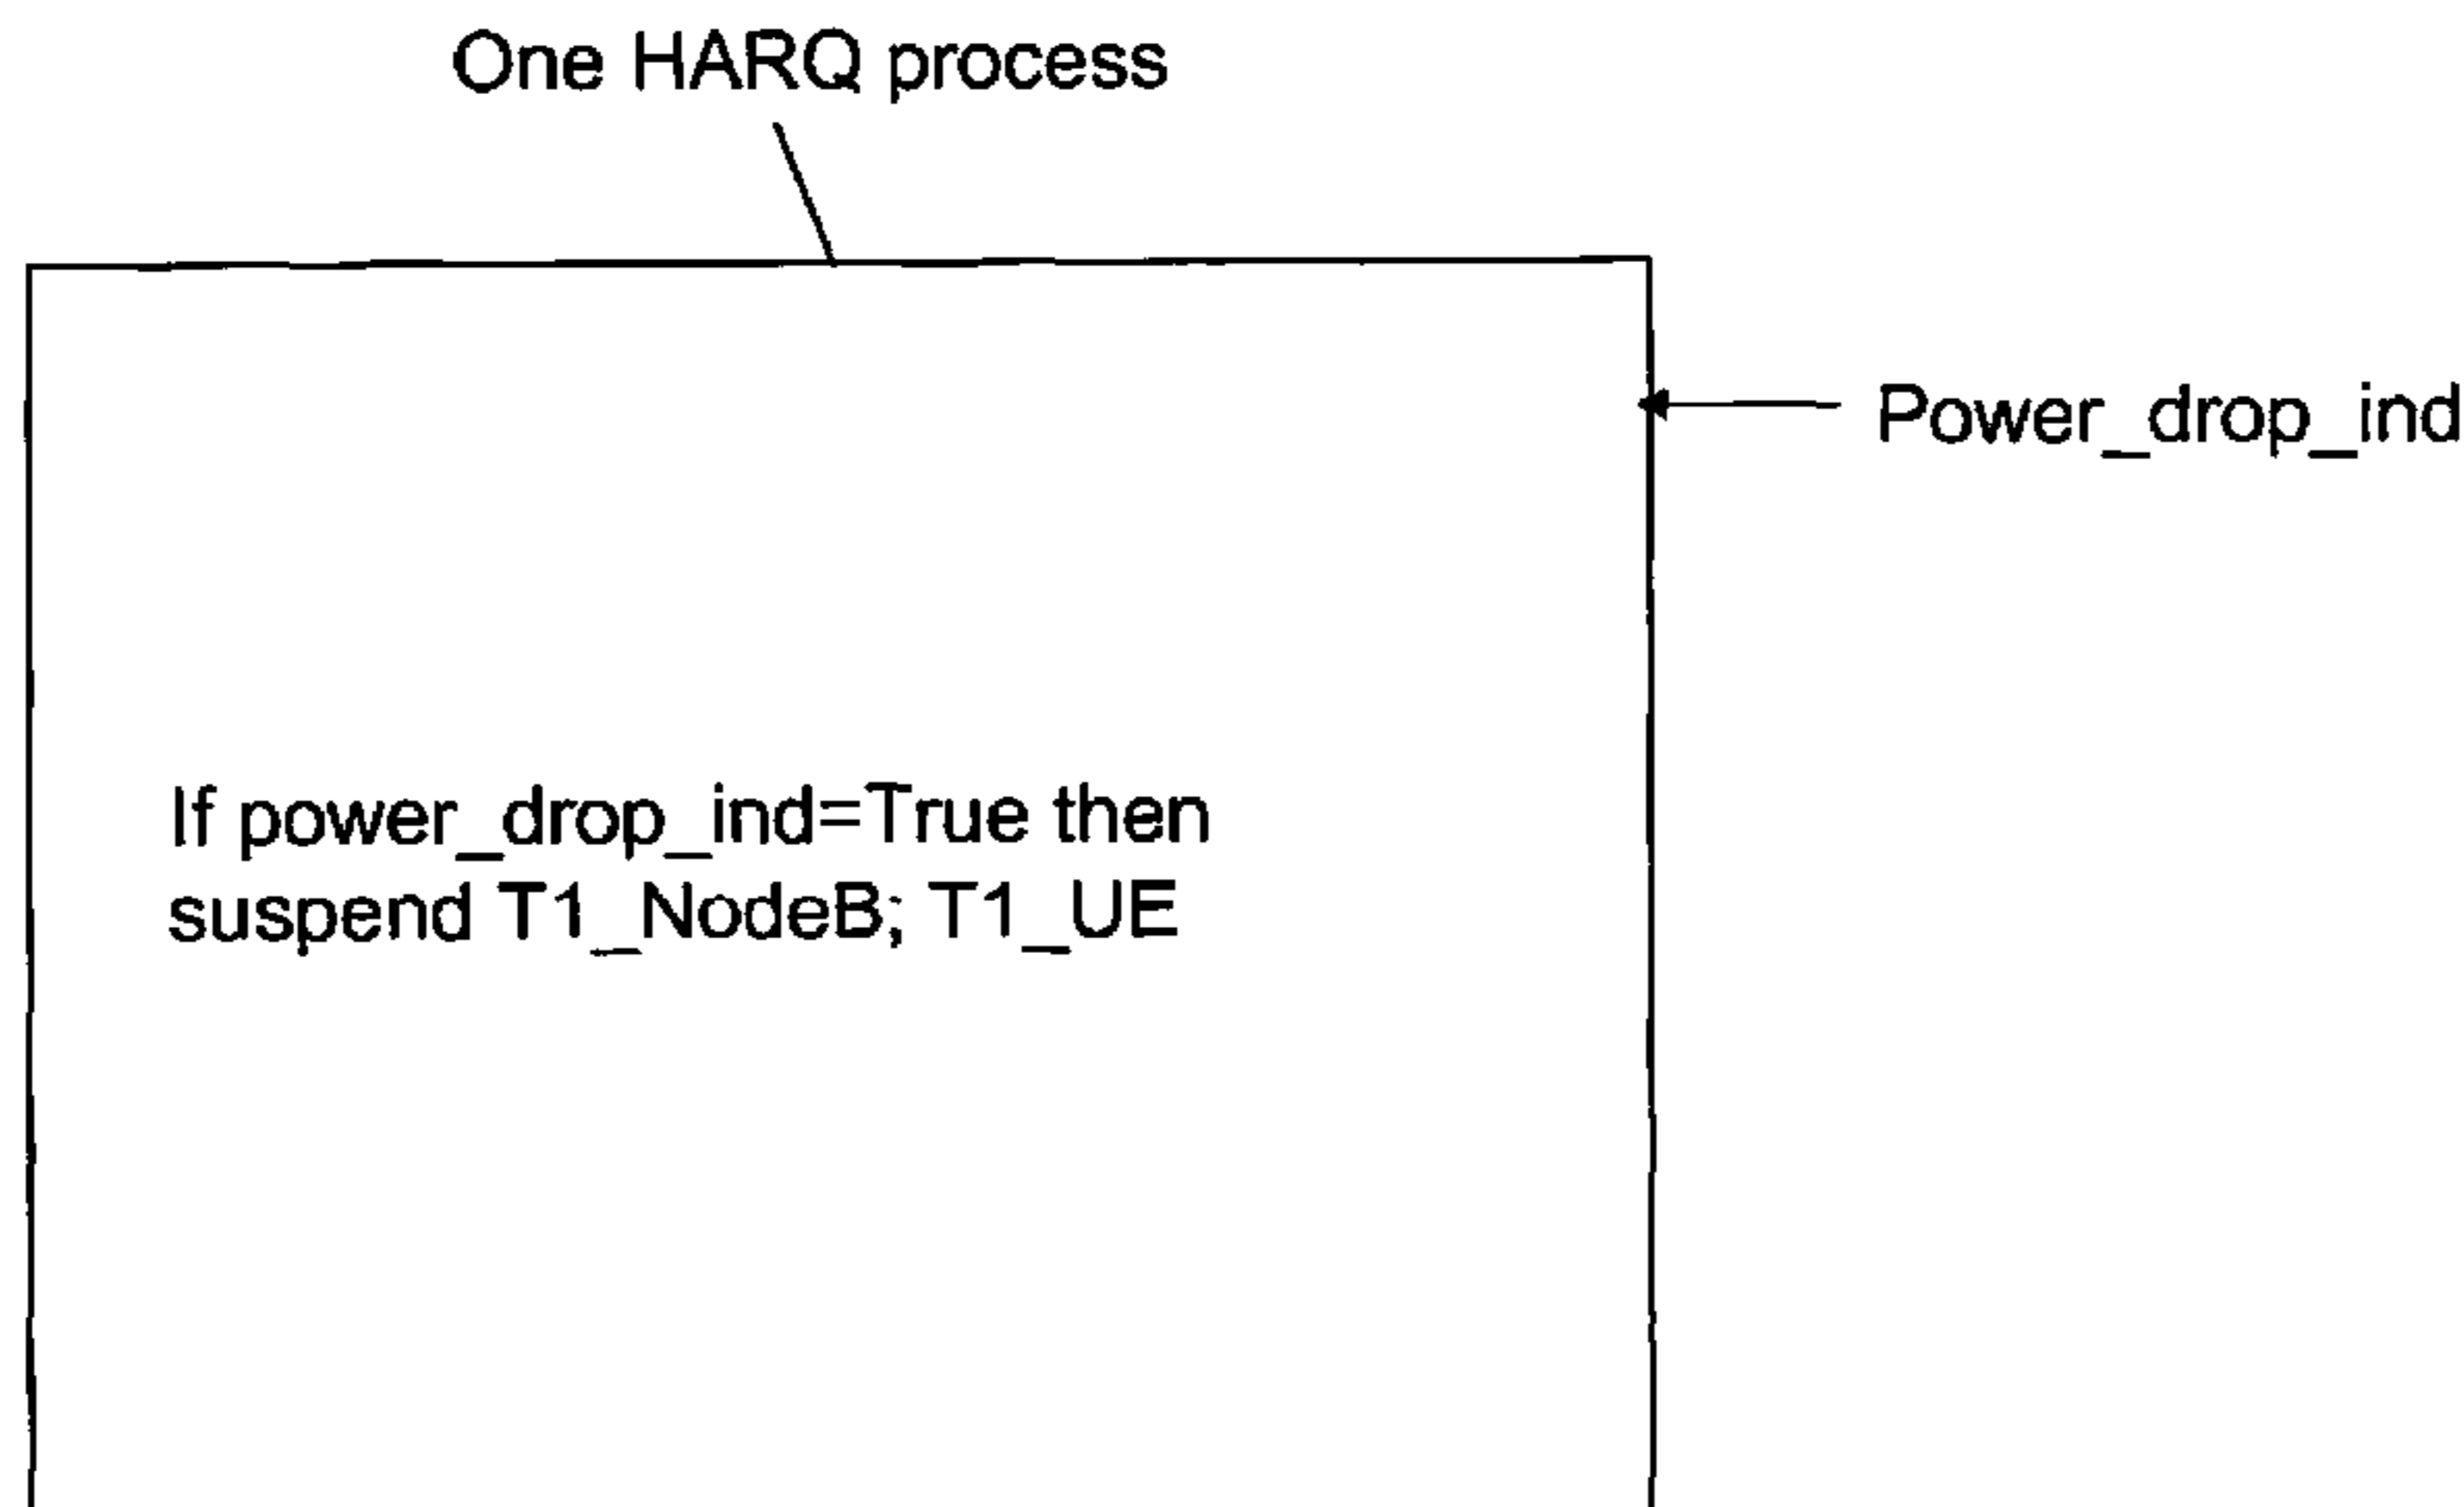 One HARQ process
Power_drop_ind
If power_drop_ind=True then
suspend T1_NodeB; T1_UE